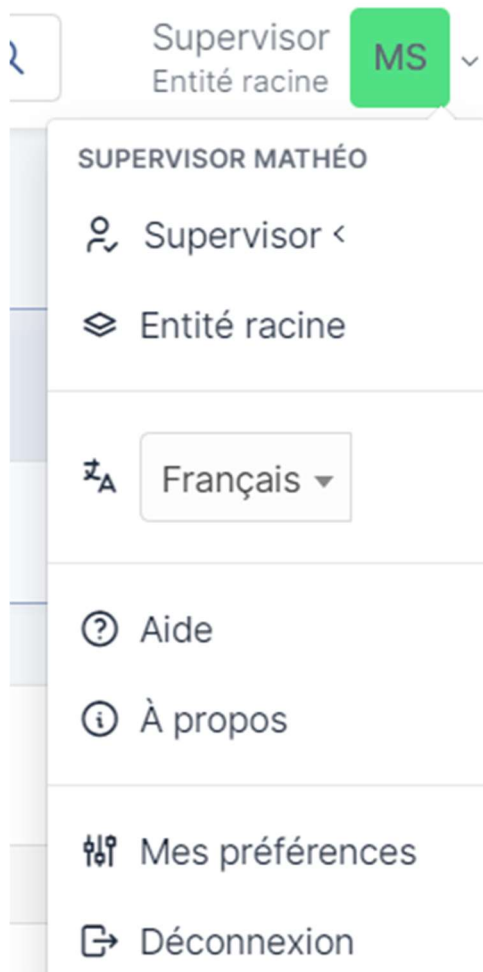 Supervisor
Entité racine
MS
SUPERVISOR MATHÉO
Supervisor <
Entité racine
Français
Aide
À propos
Mes préférences
Déconnexion